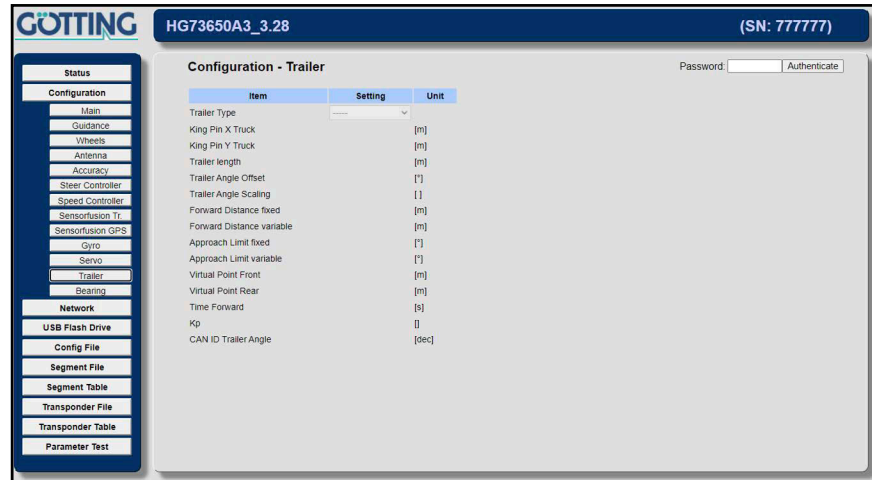 GÖTTING
HG73650A3_3.28 (SN: 777777)
Status
Configuration
Main
Guidance
Wheels
Antenna
Accuracy
Steer Controller
Speed Controller
Sensorfusion Tr.
Sensorfusion GPS
Gyro
Servo
Trailer
Bearing
Network
USB Flash Drive
Config File
Segment File
Segment Table
Transponder File
Transponder Table
Parameter Test
Configuration - Trailer
Password: Authenticate
Item Setting Unit
Trailer Type -----
King Pin X Truck [m]
King Pin Y Truck [m]
Trailer length [m]
Trailer Angle Offset [°]
Trailer Angle Scaling [ ]
Forward Distance fixed [m]
Forward Distance variable [m]
Approach Limit fixed [°]
Approach Limit variable [°]
Virtual Point Front [m]
Virtual Point Rear [m]
Time Forward [s]
Kp []
CAN ID Trailer Angle [dec]